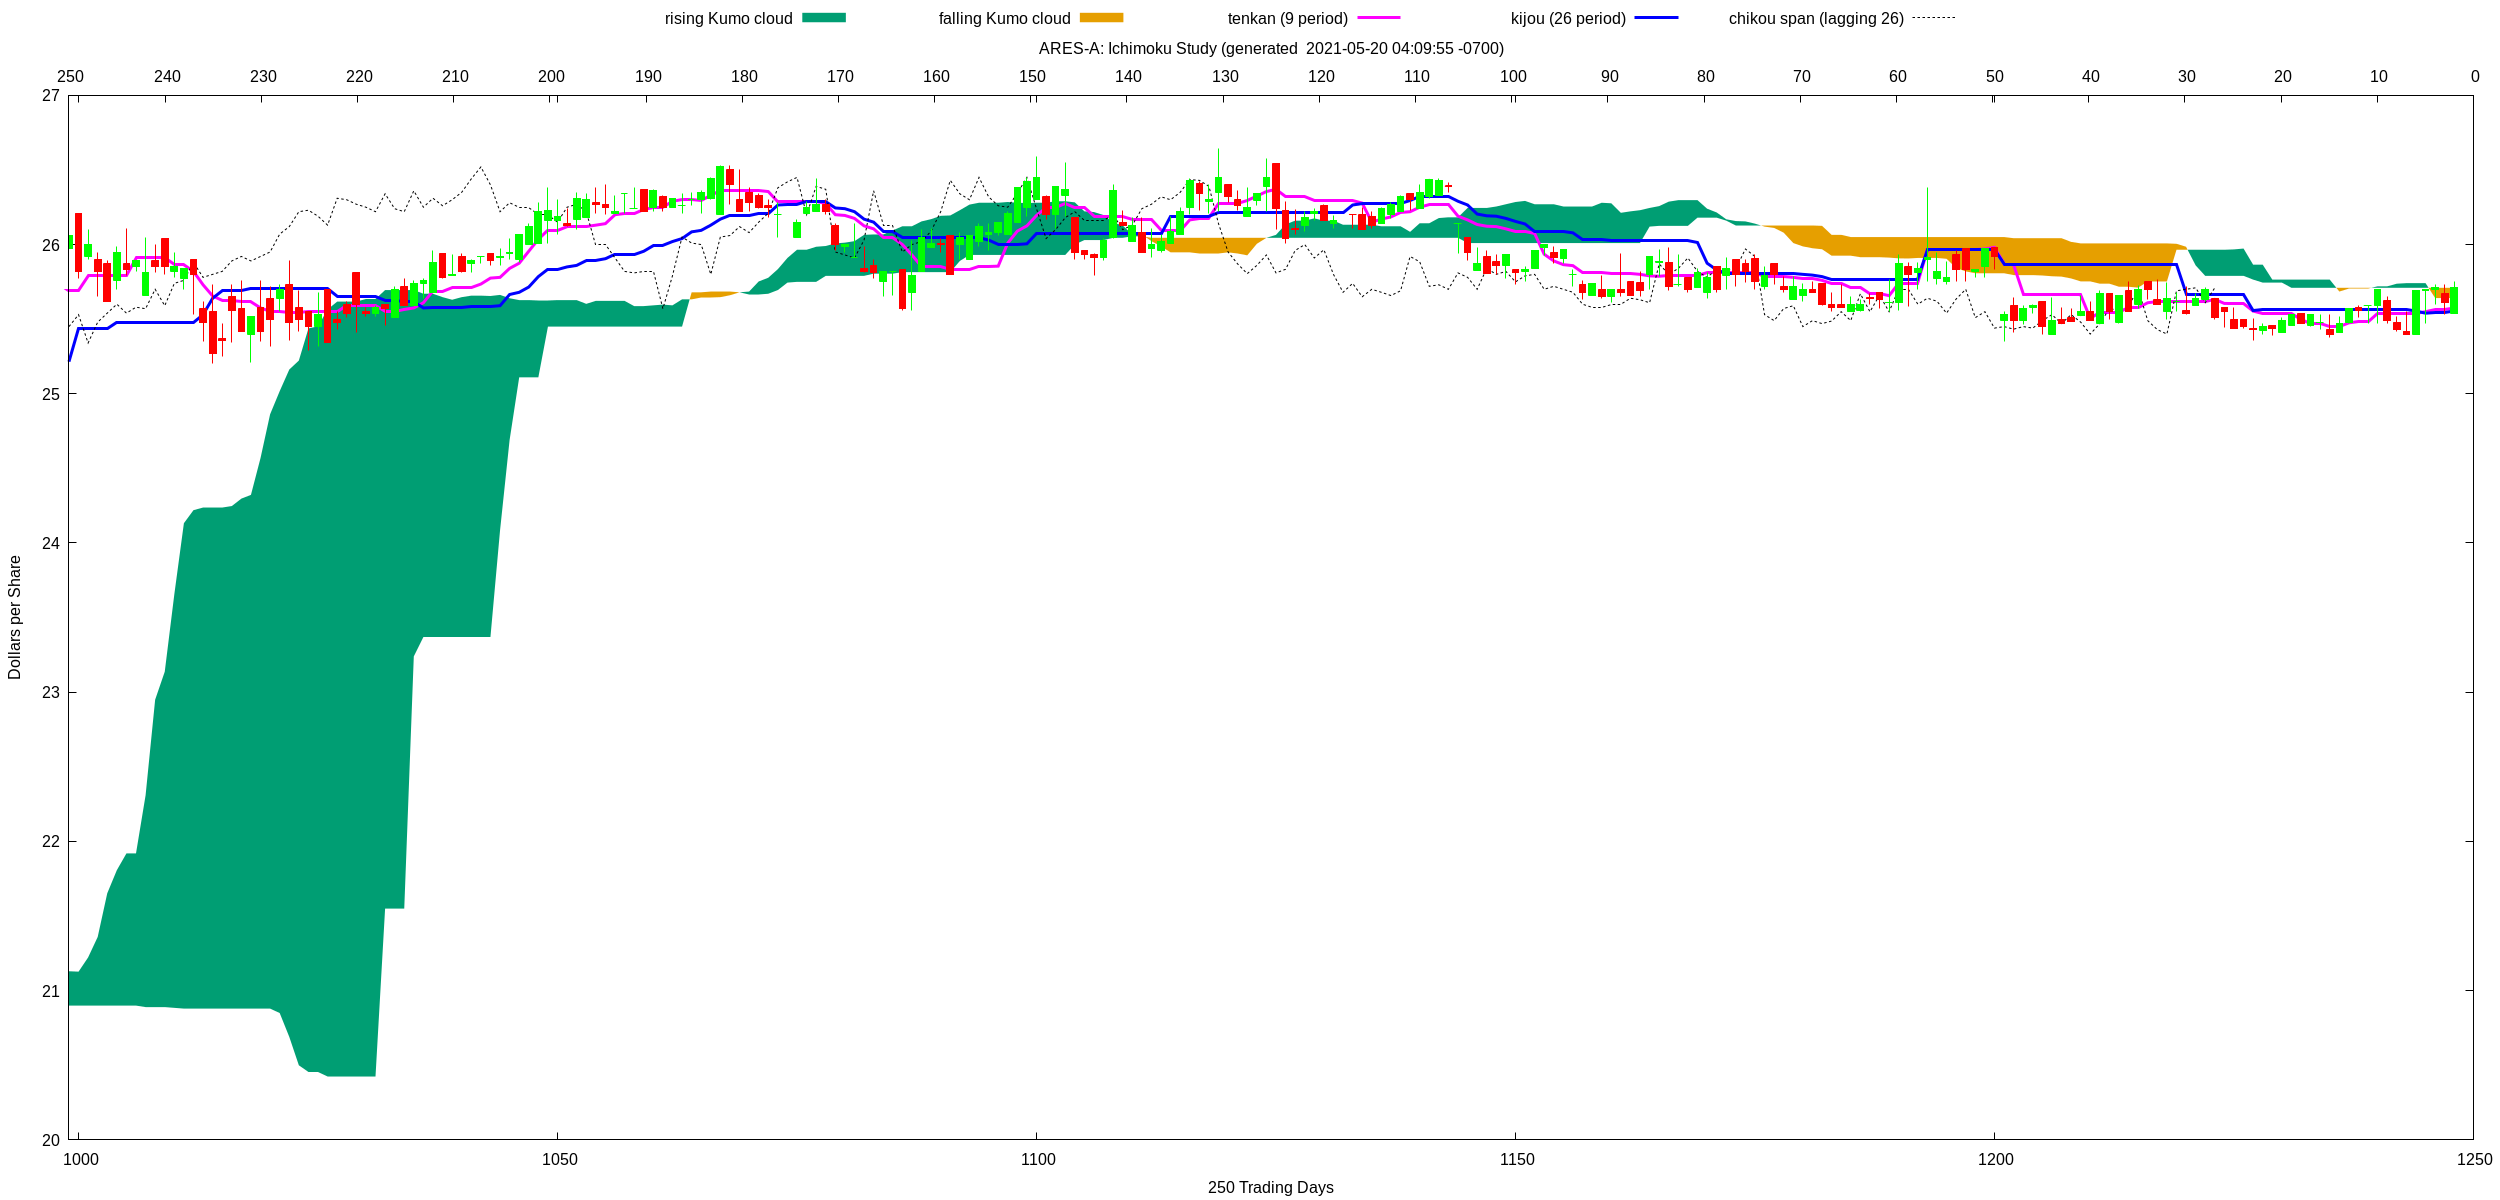 rising Kumo cloud falling Kumo cloud tenkan (9 period) kijou (26 period) chikou span (lagging 26)
ARES-A: Ichimoku Study (generated  2021-05-20 04:09:55 -0700)
250 240 230 220 210 200 190 180 170 160 150 140 130 120 110 100 90 80 70 60 50 40 30 20 10 0
27
26
25
24
23
22
21
20
Dollars per Share
1000 1050 1100 1150 1200 1250
250 Trading Days